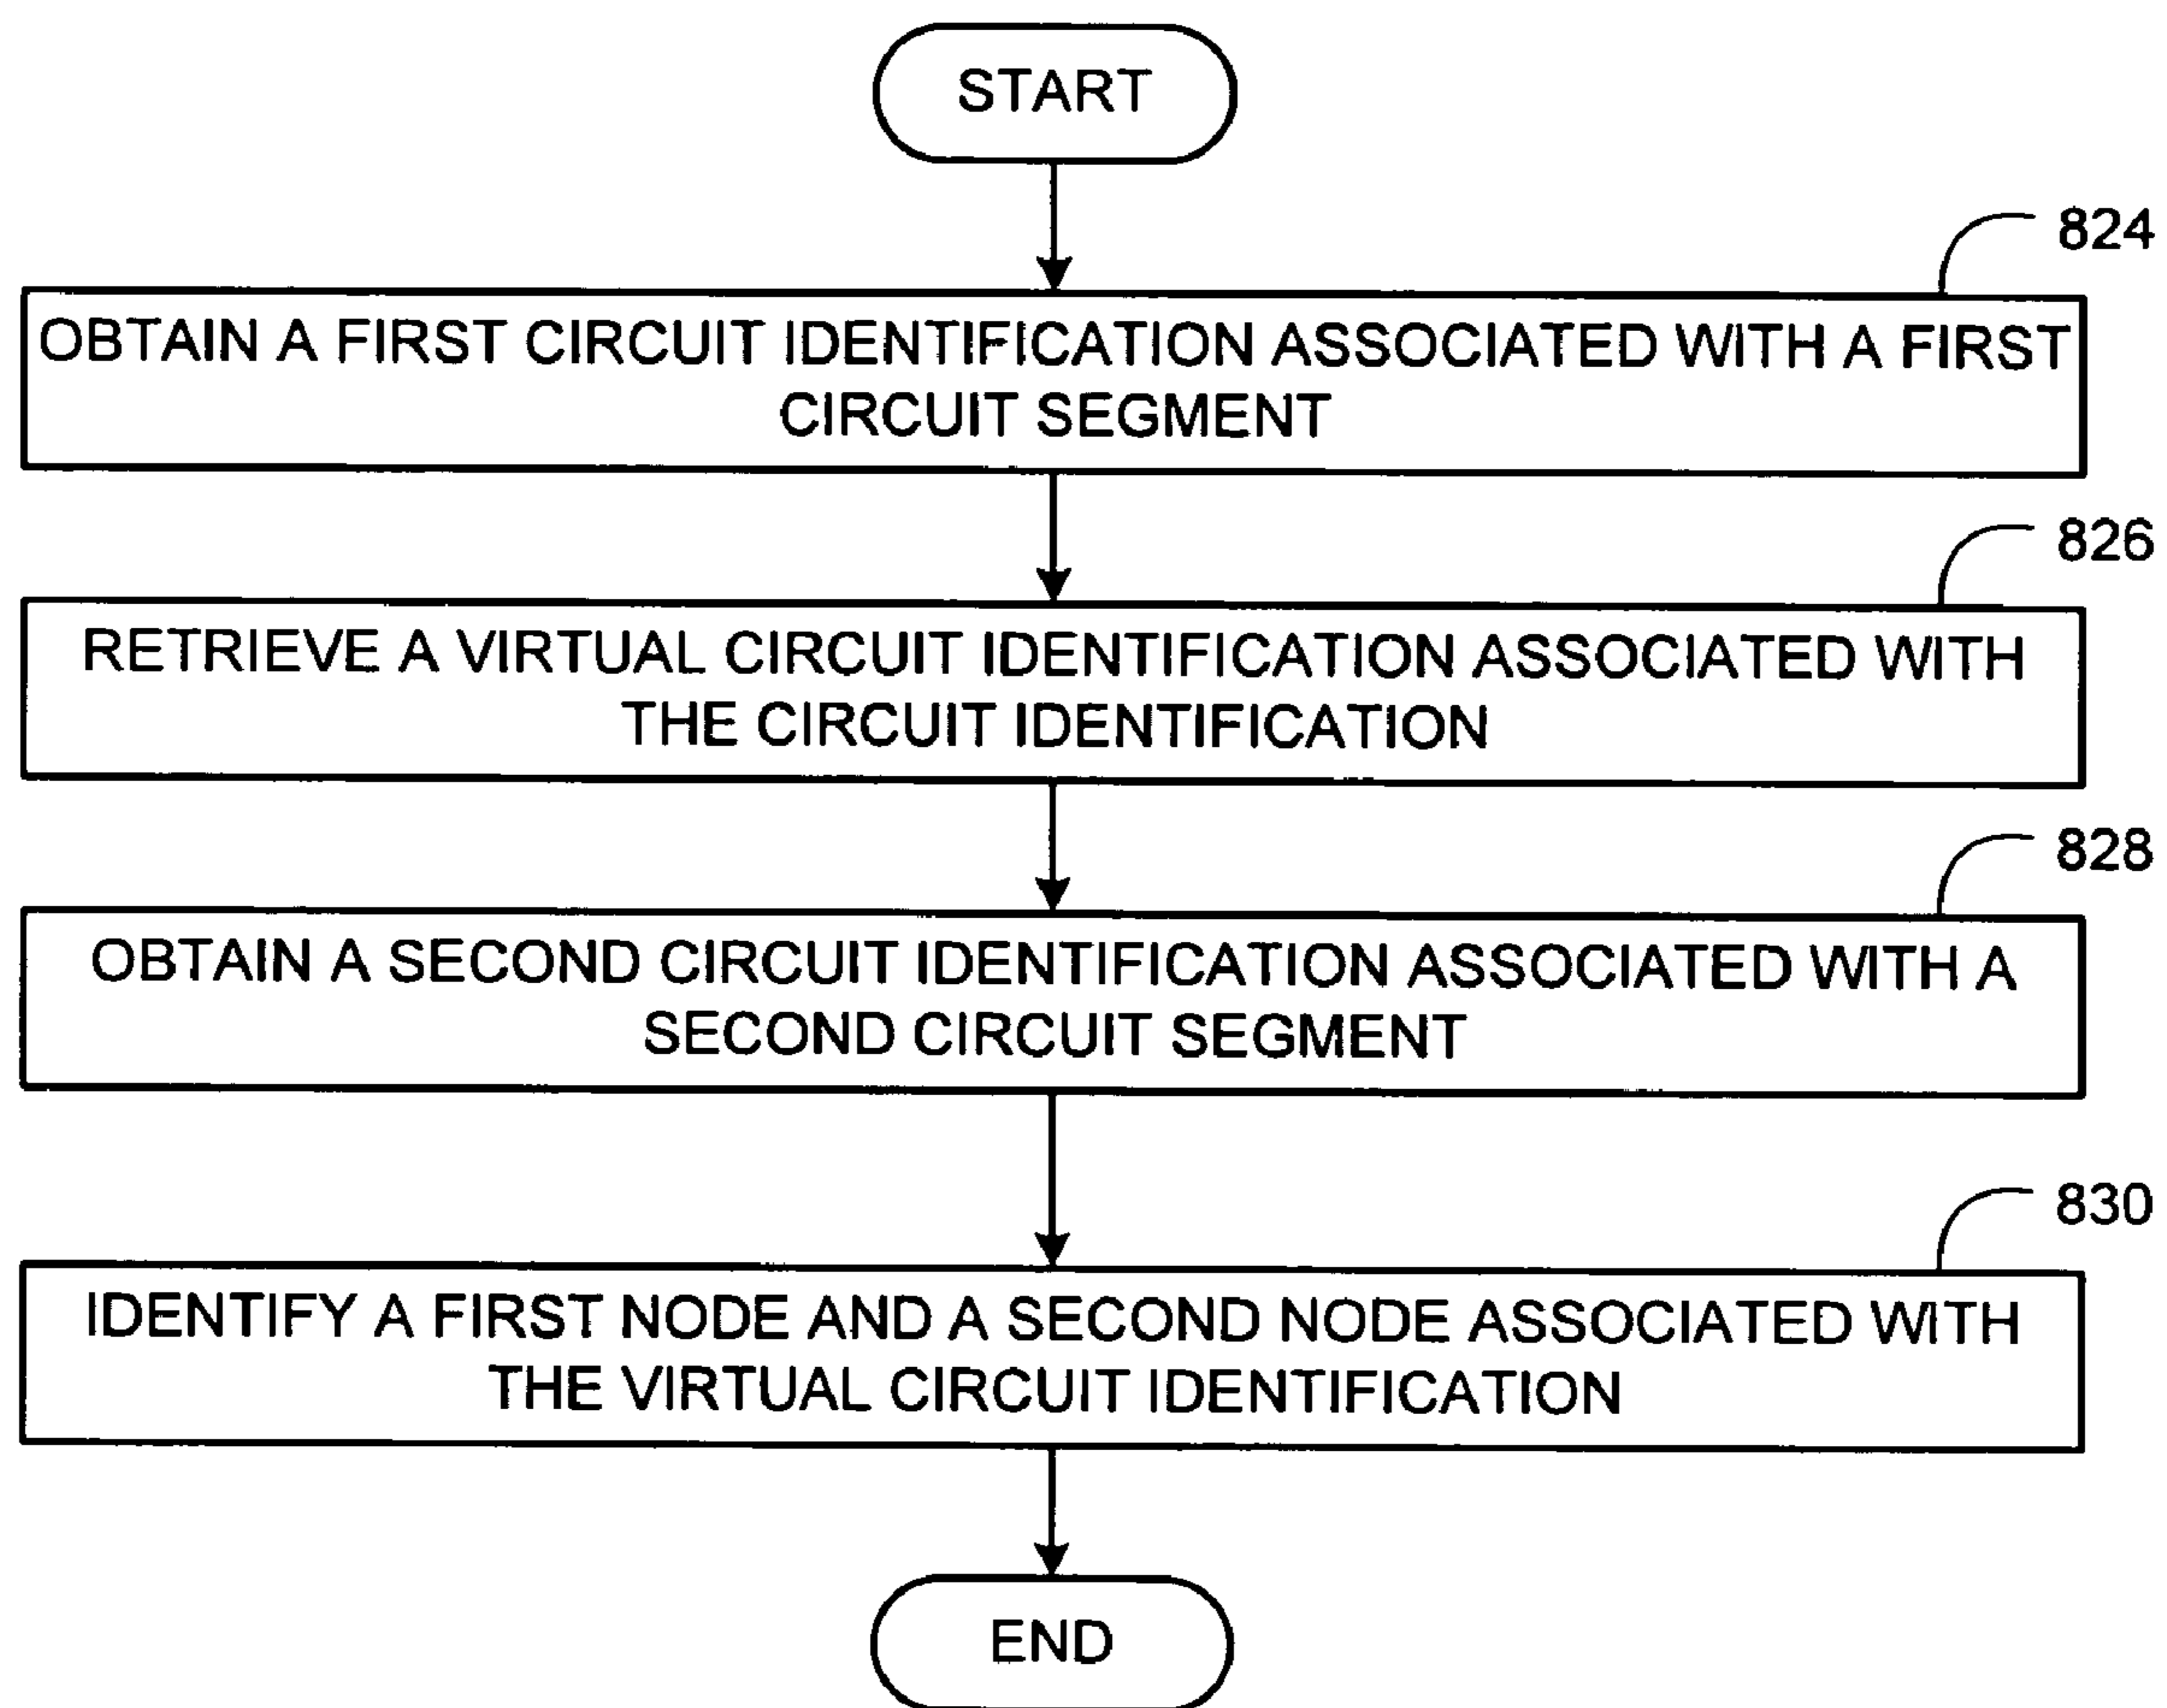 START
824
OBTAIN A FIRST CIRCUIT IDENTIFICATION ASSOCIATED WITH A FIRST
CIRCUIT SEGMENT
826
RETRIEVE A VIRTUAL CIRCUIT IDENTIFICATION ASSOCIATED WITH
THE CIRCUIT IDENTIFICATION
828
OBTAIN A SECOND CIRCUIT IDENTIFICATION ASSOCIATED WITH A
SECOND CIRCUIT SEGMENT
830
IDENTIFY A FIRST NODE AND A SECOND NODE ASSOCIATED WITH
THE VIRTUAL CIRCUIT IDENTIFICATION
END